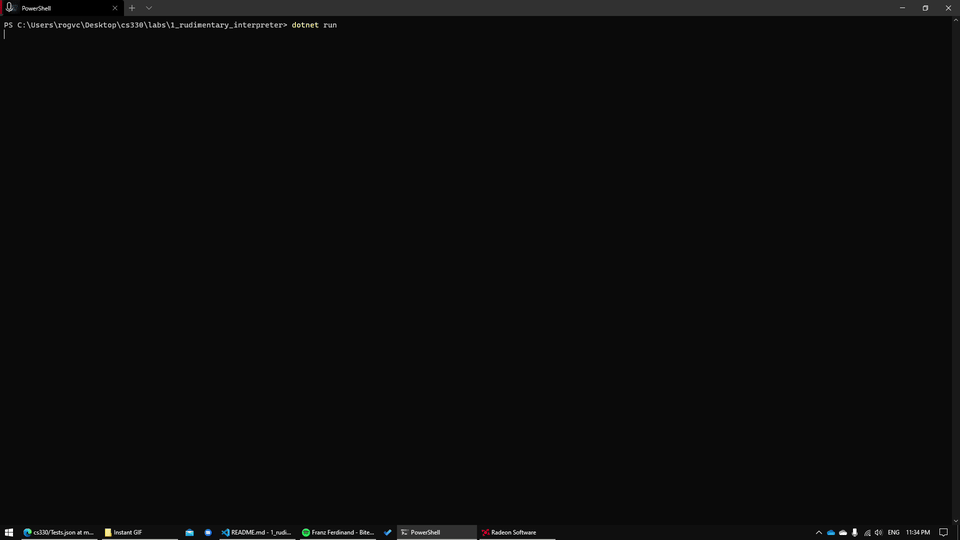 PowerShell
PS C:\Users\rogvc\Desktop\cs330\labs\1_rudimentary_interpreter> dotnet run
cs330/Tests.json at m...
Instant GIF
README.md - 1_rudi...
Franz Ferdinand - Bite...
PowerShell
Radeon Software
ENG
11:34 PM